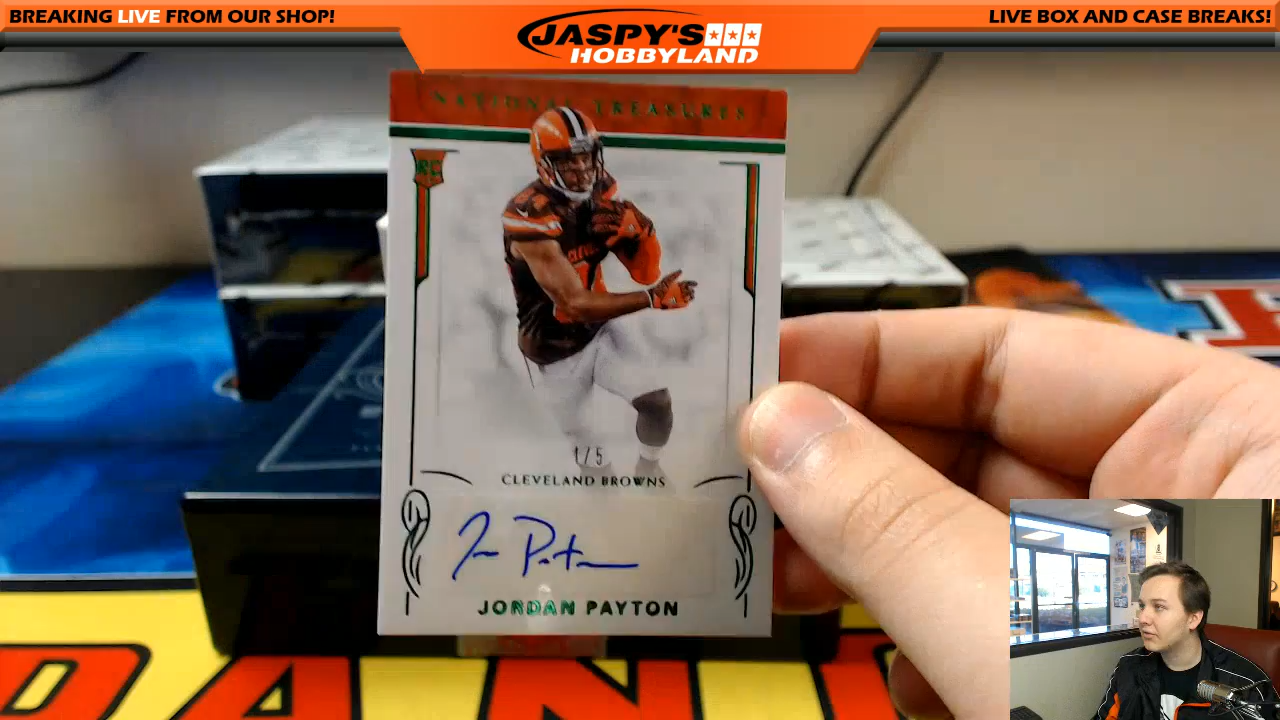 BREAKING LIVE FROM OUR SHOP!
JASPY'S
HOBBYLAND
LIVE BOX AND CASE BREAKS!
NATIONAL TREASURES
RC
1/5
CLEVELAND BROWNS
JORDAN PAYTON